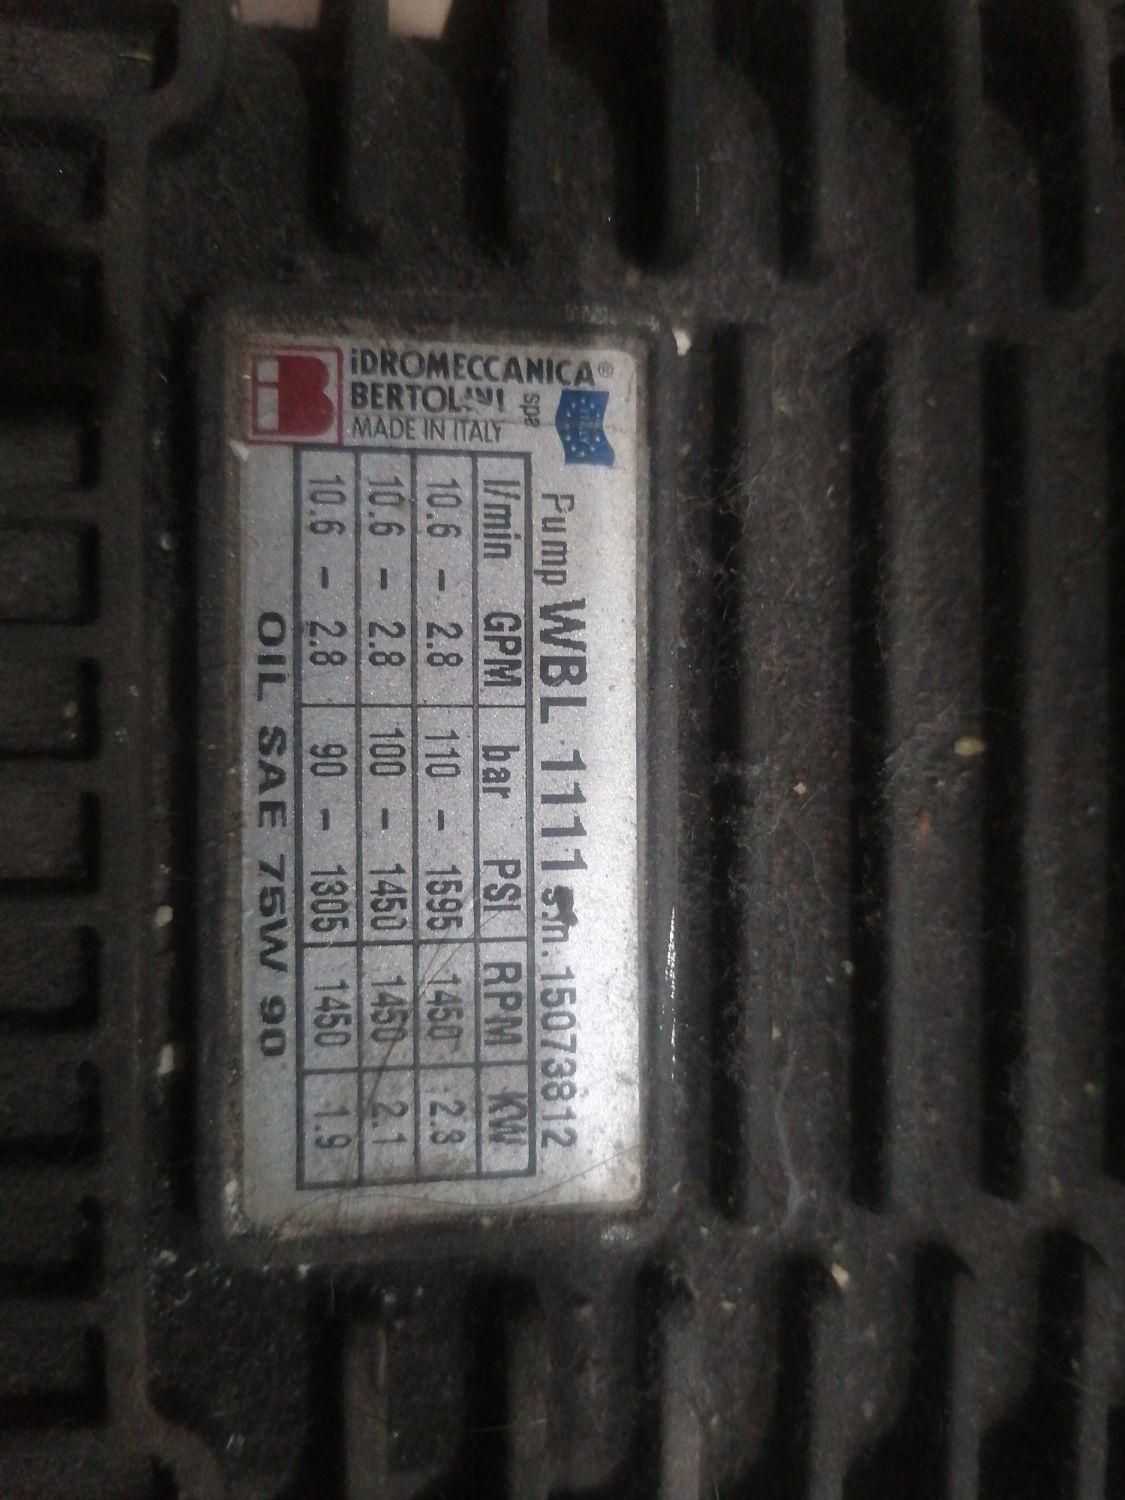 iDROMECCANICA®
BERTOLINI spa
MADE IN ITALY
Pump WBL 1111 s.n. 15073812
l/min GPM bar PSI RPM KW
10.6 - 2.8 110 - 1595 1450 2.3
10.6 - 2.8 100 - 1450 1450 2.1
10.6 - 2.8 90 - 1305 1450 1.9
OIL SAE 75W 90